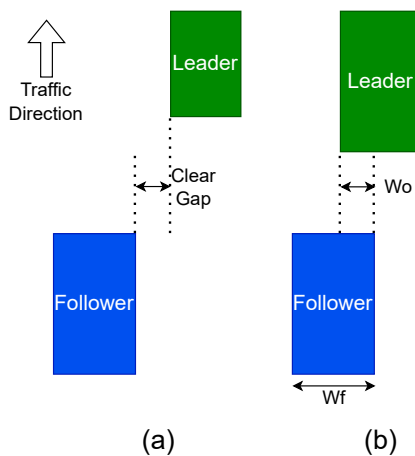 Leader
Leader
Traffic
Direction
Clear
Gap
Wo
Follower
Follower
Wf
(a)
(b)